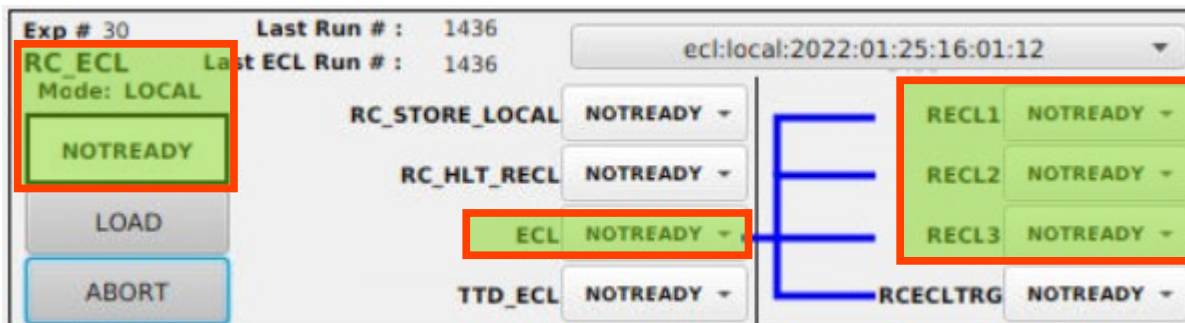 Exp # 30 Last Run # : 1436
ecl:local:2022:01:25:16:01:12
RC_ECL Last ECL Run # : 1436
Mode: LOCAL
RC_STORE_LOCAL NOTREADY RECL1 NOTREADY
NOTREADY
RC_HLT_RECL NOTREADY RECL2 NOTREADY
LOAD
ECL NOTREADY RECL3 NOTREADY
ABORT
TTD_ECL NOTREADY RCECLTRG NOTREADY